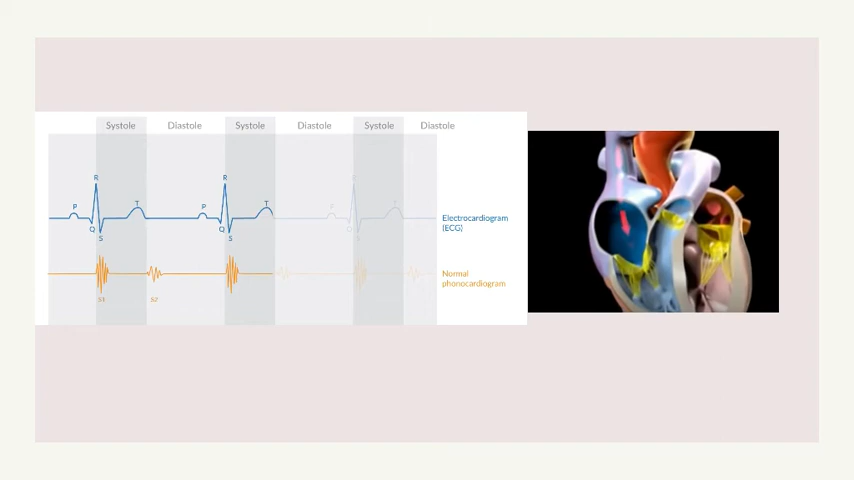 Systole Diastole Systole Diastole Systole Diastole
R R R
P T P T P T
Q Q Q
S S S
Electrocardiogram
(ECG)
Normal
phonocardiogram
S1 S2